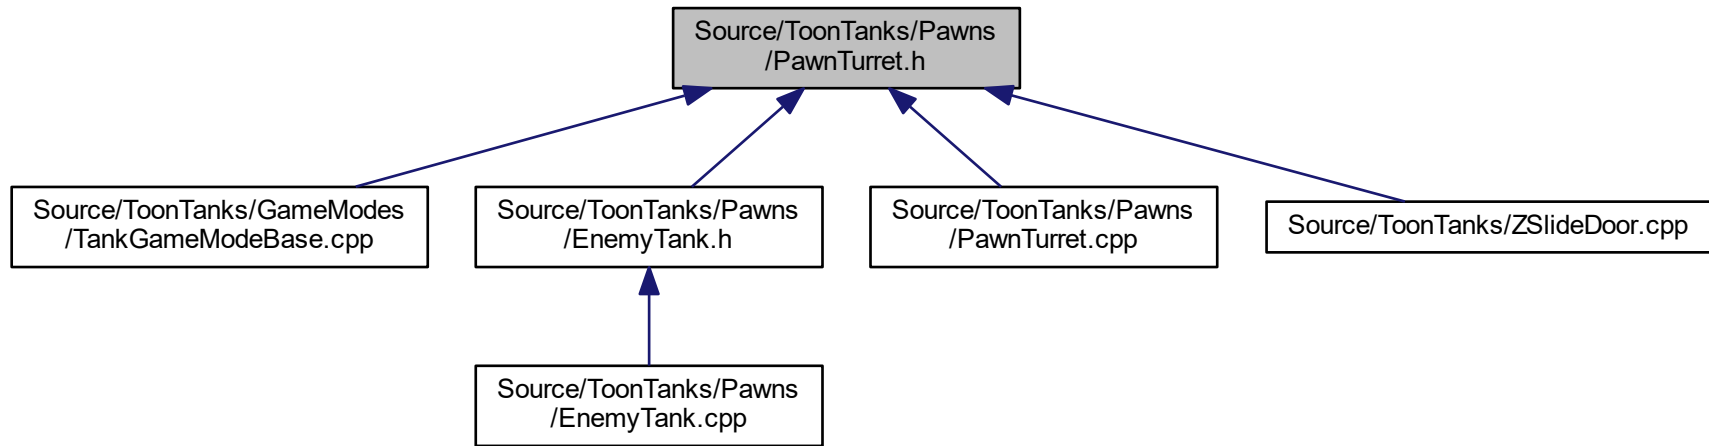 Source/ToonTanks/Pawns
/PawnTurret.h
Source/ToonTanks/GameModes
/TankGameModeBase.cpp
Source/ToonTanks/Pawns
/EnemyTank.h
Source/ToonTanks/Pawns
/PawnTurret.cpp
Source/ToonTanks/ZSlideDoor.cpp
Source/ToonTanks/Pawns
/EnemyTank.cpp